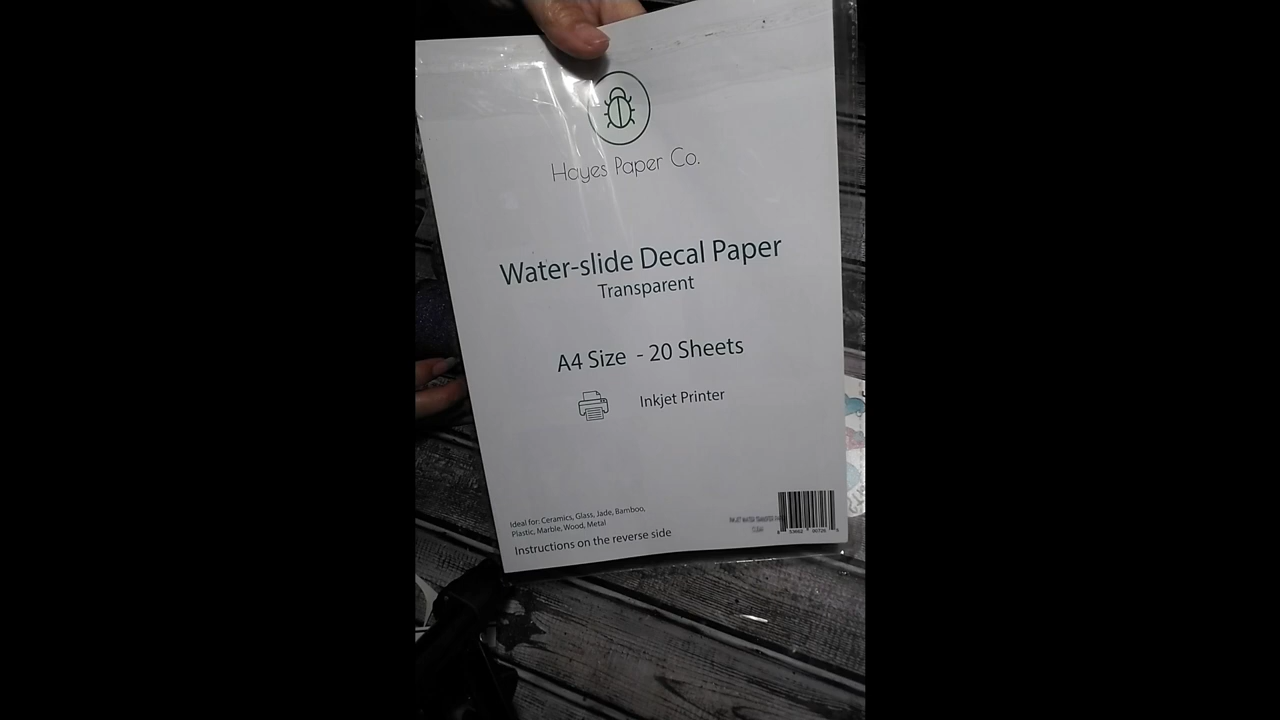 Hayes Paper Co.
Water-slide Decal Paper
Transparent
A4 Size - 20 Sheets
Inkjet Printer
Ideal for: Ceramics, Glass, Jade, Bamboo,
Plastic, Marble, Wood, Metal
Instructions on the reverse side